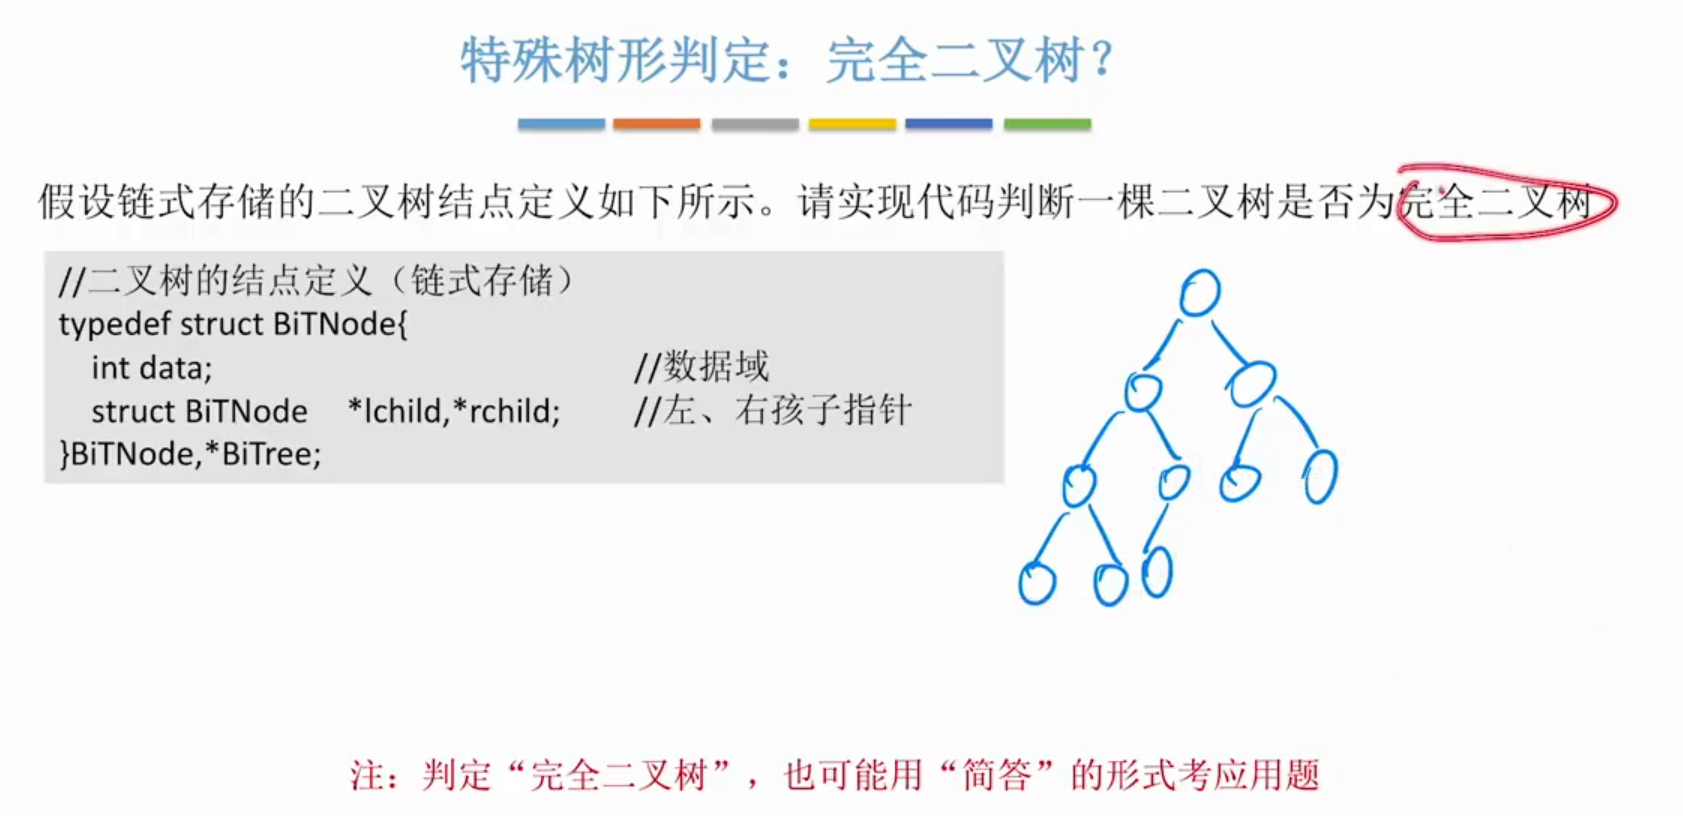 特殊树形判定：完全二叉树？
假设链式存储的二叉树结点定义如下所示。请实现代码判断一棵二叉树是否为完全二叉树
//二叉树的结点定义（链式存储）
typedef struct BiTNode{
int data; //数据域
struct BiTNode *lchild,*rchild; //左、右孩子指针
}BiTNode,*BiTree;
注：判定“完全二叉树”，也可能用“简答”的形式考应用题